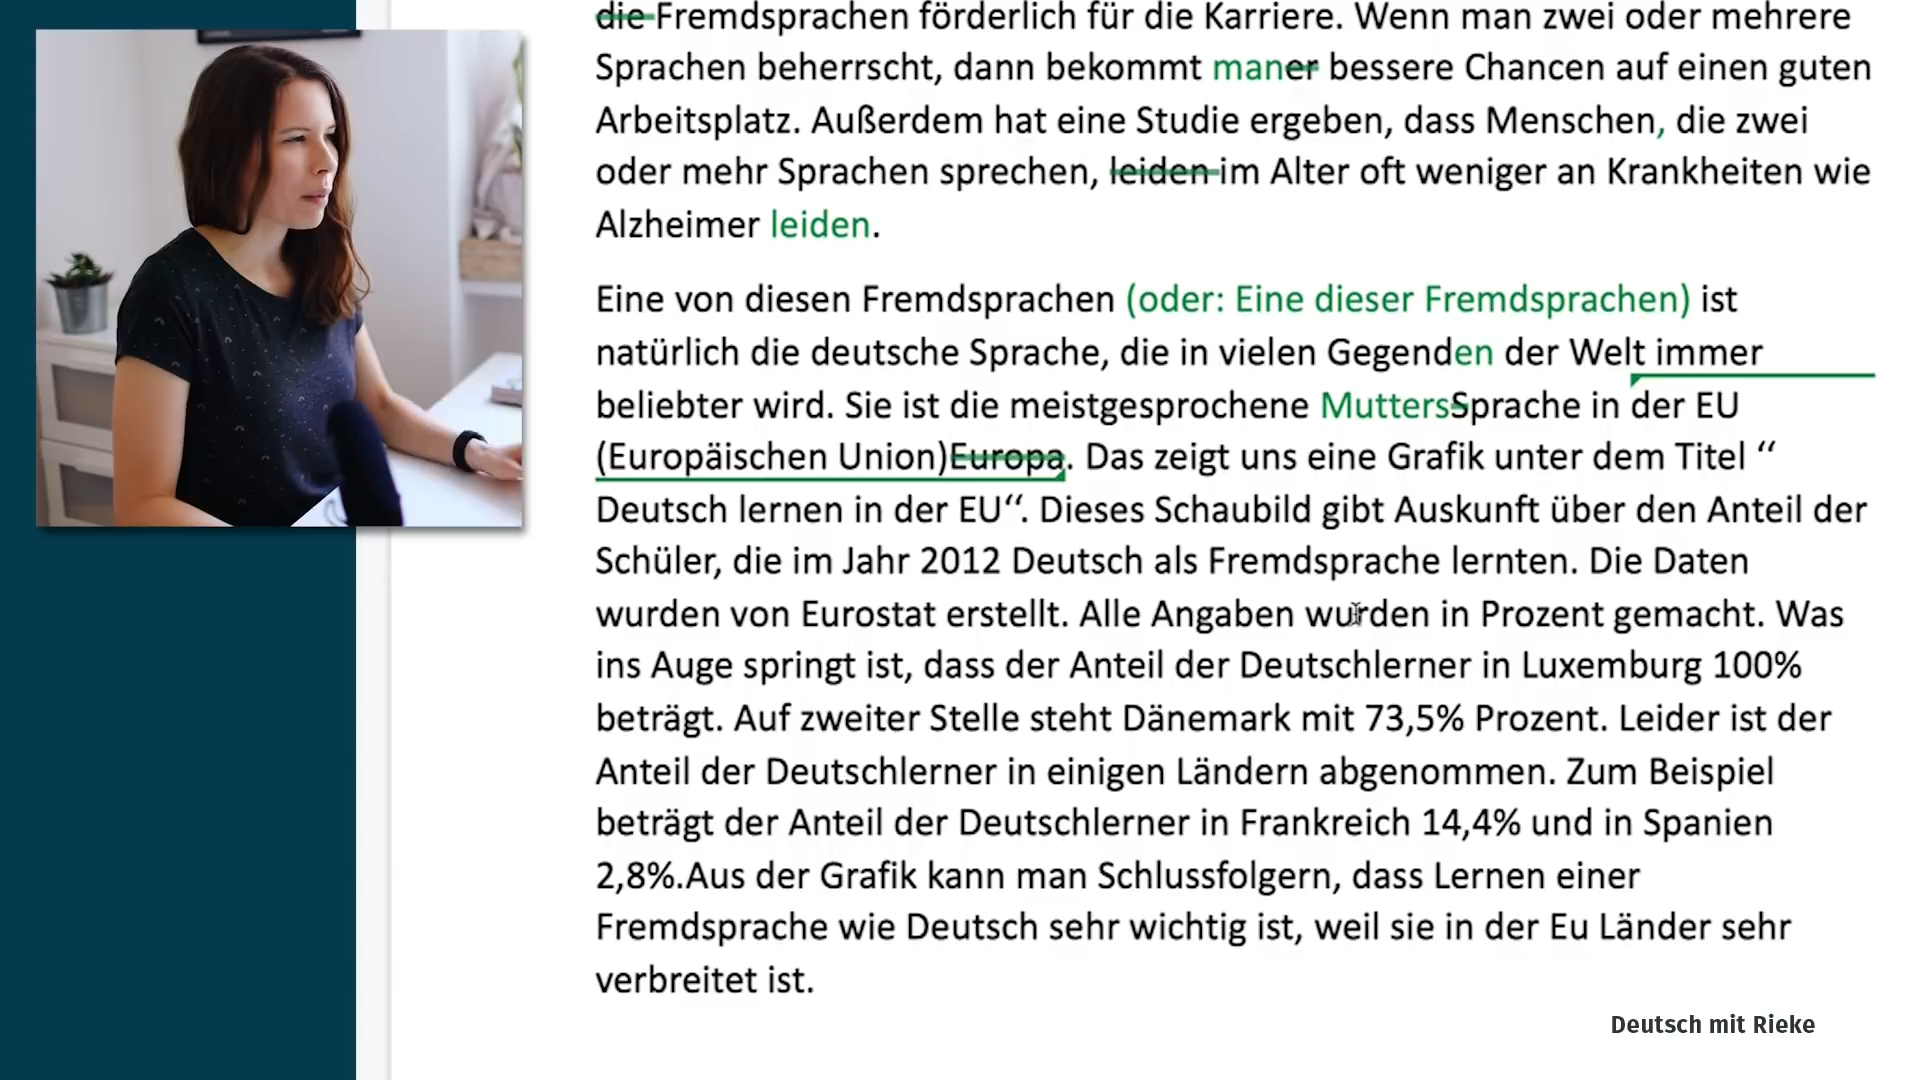 die Fremdsprachen förderlich für die Karriere. Wenn man zwei oder mehrere
Sprachen beherrscht, dann bekommt maner bessere Chancen auf einen guten
Arbeitsplatz. Außerdem hat eine Studie ergeben, dass Menschen, die zwei
oder mehr Sprachen sprechen, leiden im Alter oft weniger an Krankheiten wie
Alzheimer leiden.
Eine von diesen Fremdsprachen (oder: Eine dieser Fremdsprachen) ist
natürlich die deutsche Sprache, die in vielen Gegenden der Welt immer
beliebter wird. Sie ist die meistgesprochene MuttersSprache in der EU
(Europäischen Union)Europa. Das zeigt uns eine Grafik unter dem Titel “
Deutsch lernen in der EU“. Dieses Schaubild gibt Auskunft über den Anteil der
Schüler, die im Jahr 2012 Deutsch als Fremdsprache lernten. Die Daten
wurden von Eurostat erstellt. Alle Angaben wurden in Prozent gemacht. Was
ins Auge springt ist, dass der Anteil der Deutschlerner in Luxemburg 100%
beträgt. Auf zweiter Stelle steht Dänemark mit 73,5% Prozent. Leider ist der
Anteil der Deutschlerner in einigen Ländern abgenommen. Zum Beispiel
beträgt der Anteil der Deutschlerner in Frankreich 14,4% und in Spanien
2,8%.Aus der Grafik kann man Schlussfolgern, dass Lernen einer
Fremdsprache wie Deutsch sehr wichtig ist, weil sie in der Eu Länder sehr
verbreitet ist.
Deutsch mit Rieke